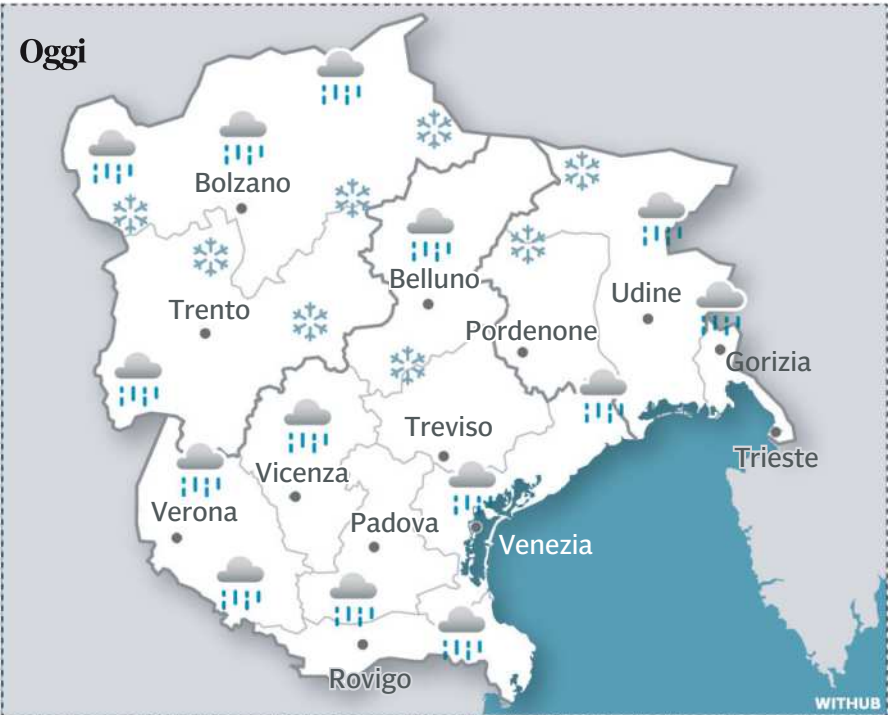 Oggi
Bolzano
Belluno
Trento
Udine
Pordenone
Gorizia
Treviso
Trieste
Vicenza
Verona
Padova
Venezia
Rovigo
WITHUB